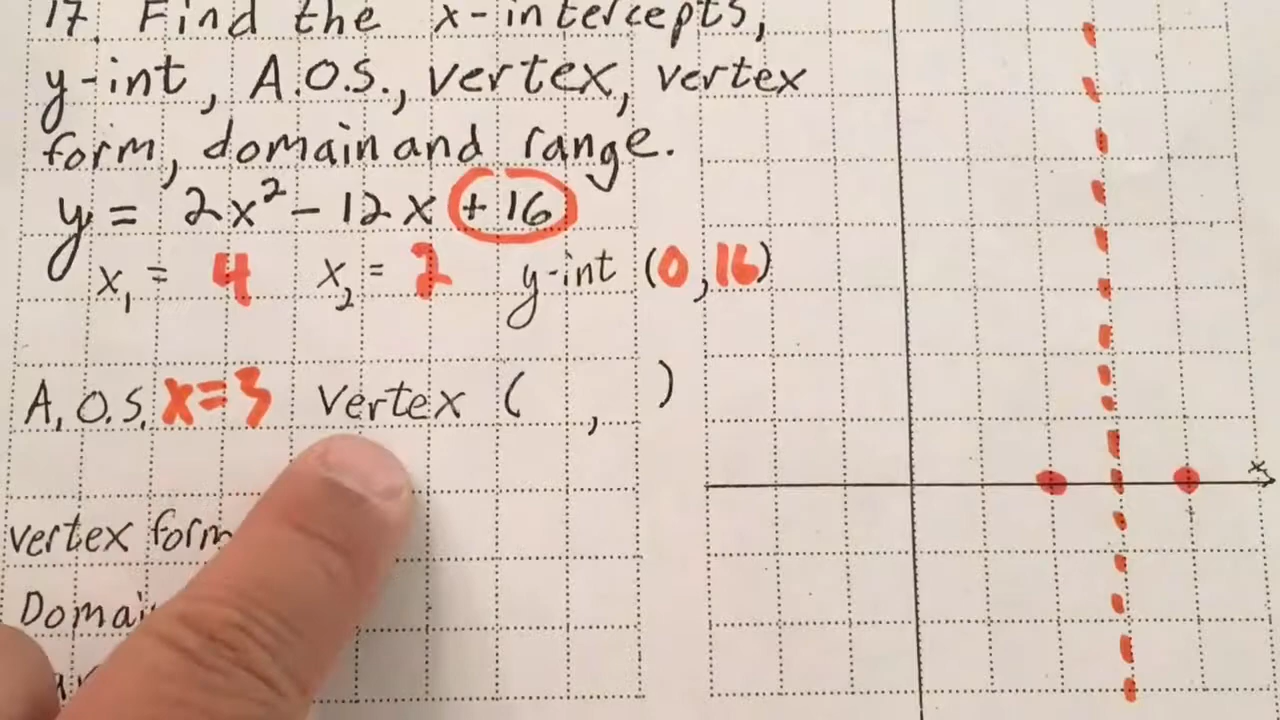 17. Find the x-intercepts,
y-int, A.O.S., vertex, vertex
form, domain and range.
y = 2x² - 12x + 16
x₁ = 4 x₂ = 2 y-int (0, 16)
A.O.S. x=3 vertex ( , )
vertex form
x